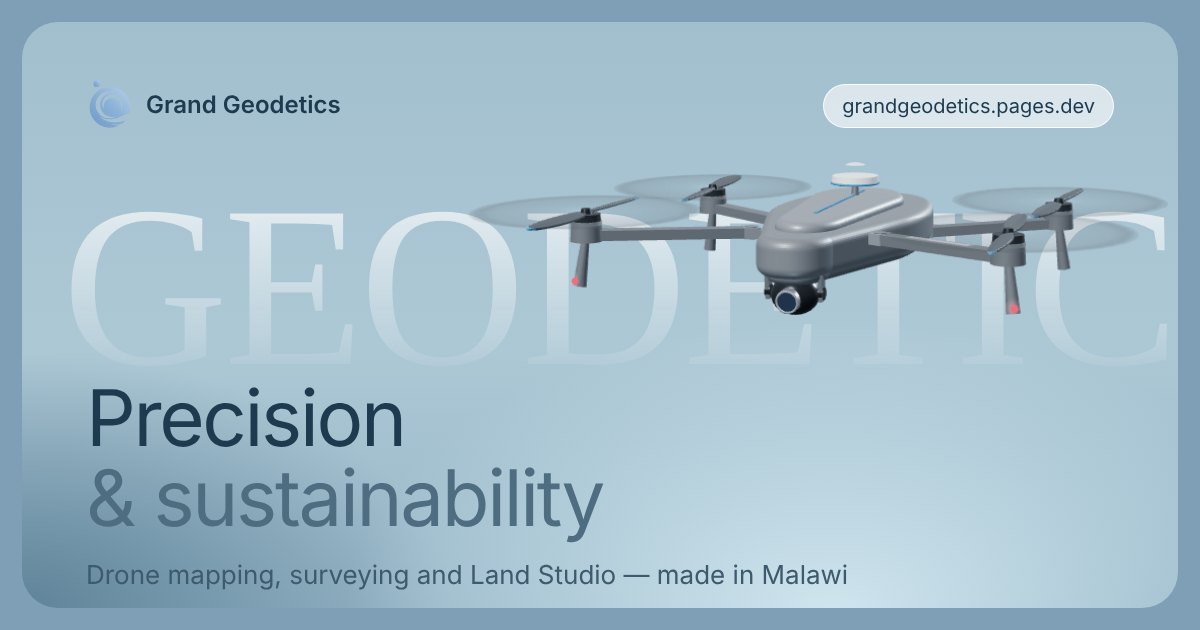 Grand Geodetics
grandgeodetics.pages.dev
GEODETIC
Precision
& sustainability
Drone mapping, surveying and Land Studio — made in Malawi